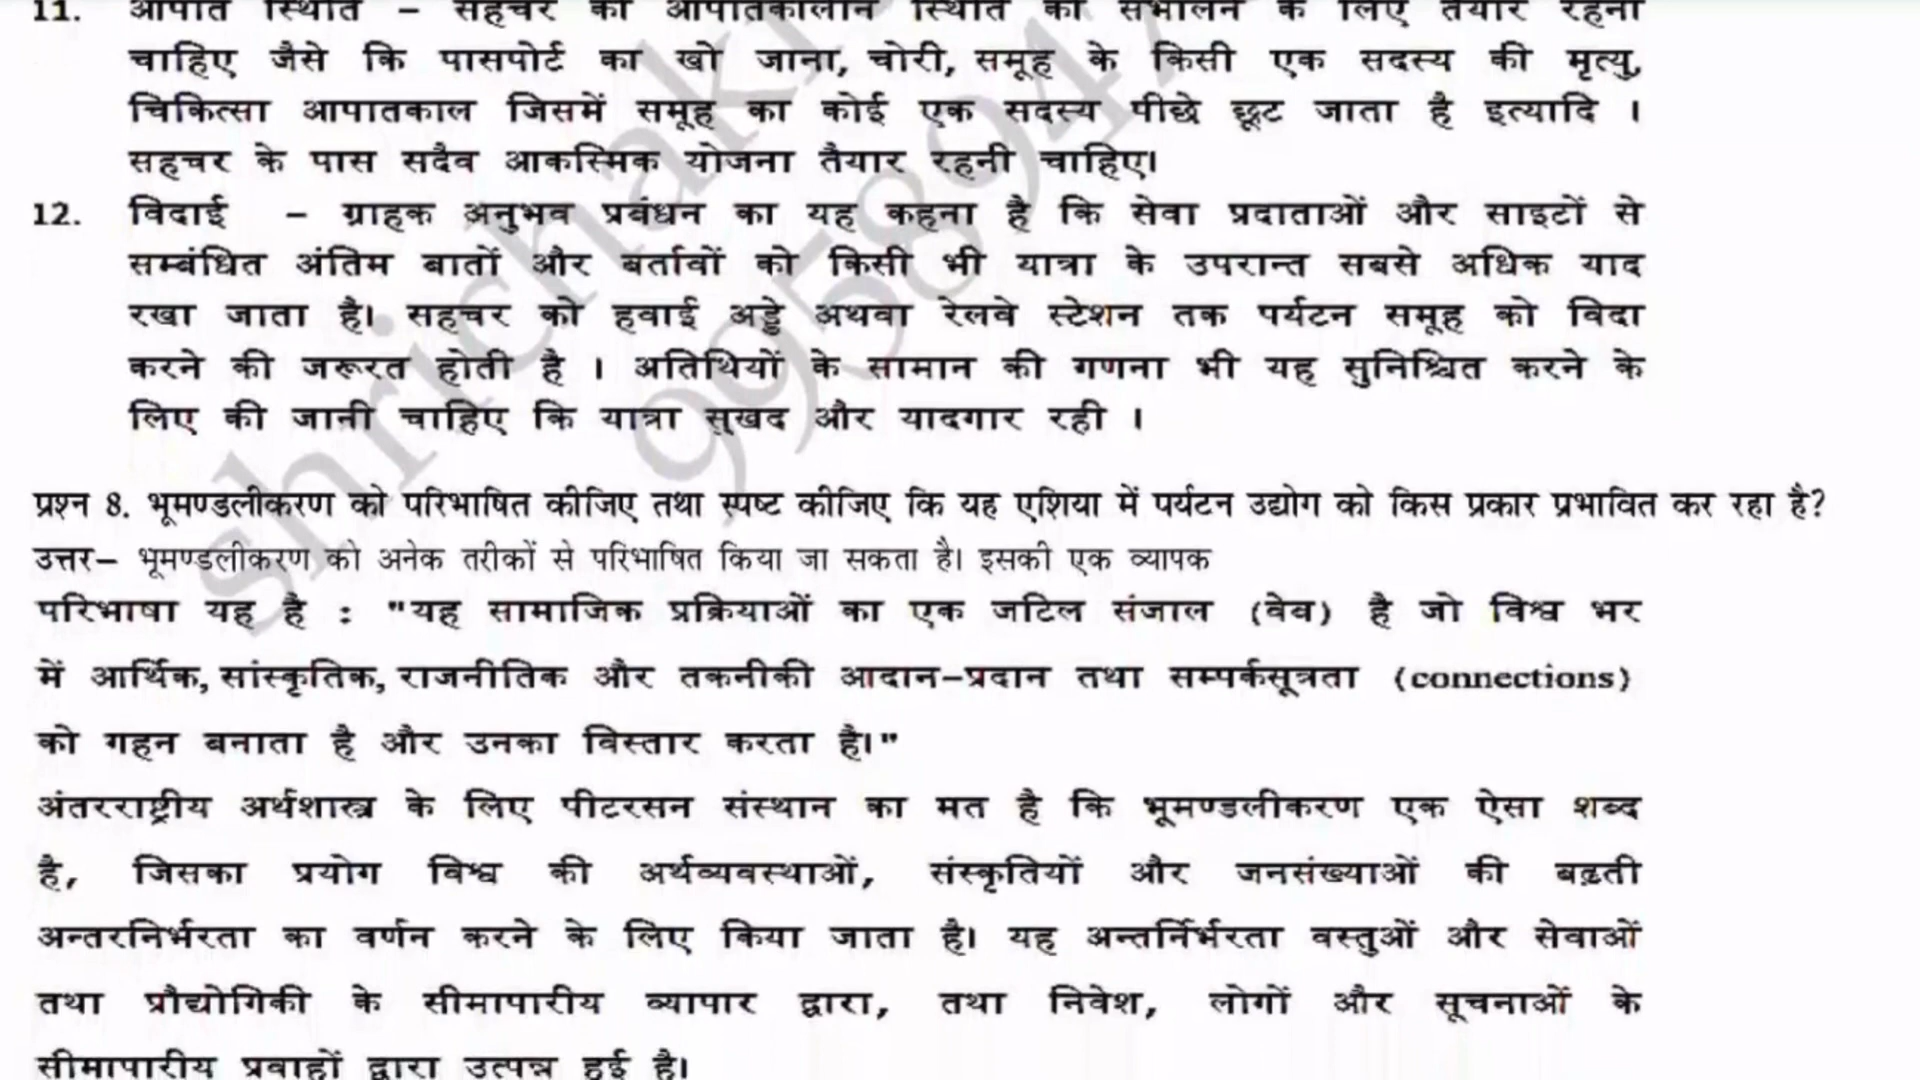 11. आपात स्थिति – सहचर को आपातकालीन स्थिति को संभालने के लिए तैयार रहना
चाहिए जैसे कि पासपोर्ट का खो जाना, चोरी, समूह के किसी एक सदस्य की मृत्यु,
चिकित्सा आपातकाल जिसमें समूह का कोई एक सदस्य पीछे छूट जाता है इत्यादि ।
सहचर के पास सदैव आकस्मिक योजना तैयार रहनी चाहिए।
12. विदाई – ग्राहक अनुभव प्रबंधन का यह कहना है कि सेवा प्रदाताओं और साइटों से
सम्बंधित अंतिम बातों और बर्तावों को किसी भी यात्रा के उपरान्त सबसे अधिक याद
रखा जाता है। सहचर को हवाई अड्डे अथवा रेलवे स्टेशन तक पर्यटन समूह को विदा
करने की जरूरत होती है । अतिथियों के सामान की गणना भी यह सुनिश्चित करने के
लिए की जानी चाहिए कि यात्रा सुखद और यादगार रही ।
प्रश्न 8. भूमण्डलीकरण को परिभाषित कीजिए तथा स्पष्ट कीजिए कि यह एशिया में पर्यटन उद्योग को किस प्रकार प्रभावित कर रहा है?
उत्तर– भूमण्डलीकरण को अनेक तरीकों से परिभाषित किया जा सकता है। इसकी एक व्यापक
परिभाषा यह है : "यह सामाजिक प्रक्रियाओं का एक जटिल संजाल (वेब) है जो विश्व भर
में आर्थिक, सांस्कृतिक, राजनीतिक और तकनीकी आदान-प्रदान तथा सम्पर्कसूत्रता (connections)
को गहन बनाता है और उनका विस्तार करता है।"
अंतरराष्ट्रीय अर्थशास्त्र के लिए पीटरसन संस्थान का मत है कि भूमण्डलीकरण एक ऐसा शब्द
है, जिसका प्रयोग विश्व की अर्थव्यवस्थाओं, संस्कृतियों और जनसंख्याओं की बढ़ती
अन्तरनिर्भरता का वर्णन करने के लिए किया जाता है। यह अन्तर्निर्भरता वस्तुओं और सेवाओं
तथा प्रौद्योगिकी के सीमापारीय व्यापार द्वारा, तथा निवेश, लोगों और सूचनाओं के
सीमापारीय प्रवाहों द्वारा उत्पन्न हुई है।